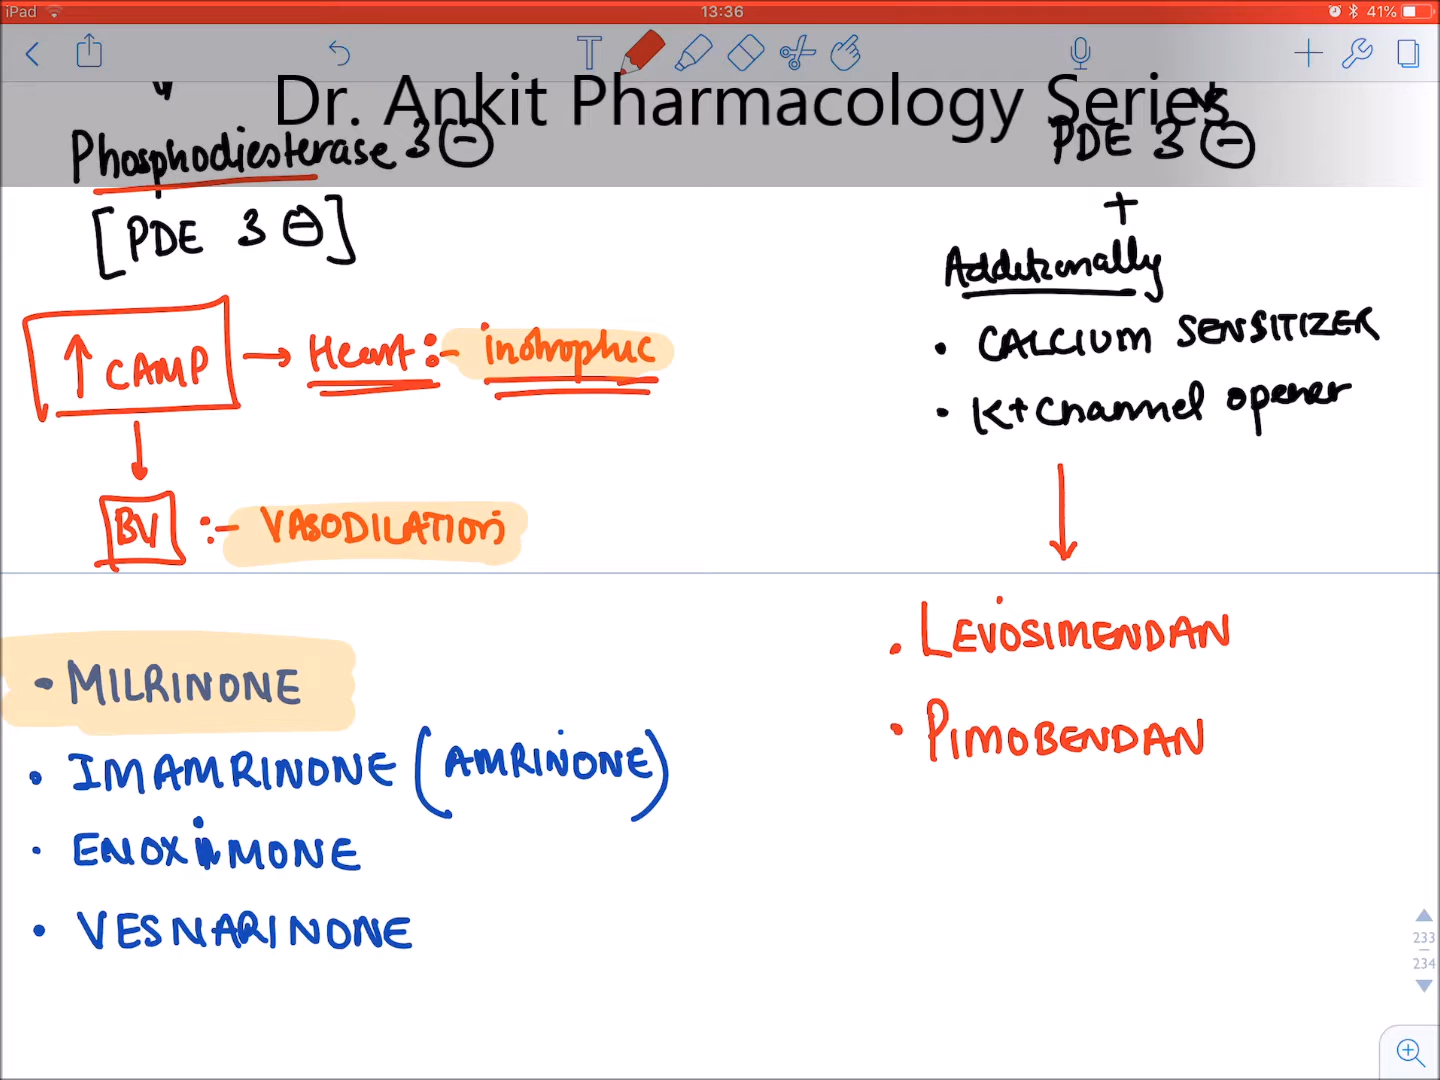 iPad 13:36 41%
Dr. Ankit Pharmacology Series
Phosphodiesterase 3 ⊖
[PDE 3 ⊖]
↑ CAMP → Heart :- inotrophic
BV :- VASODILATION
• MILRINONE
• IMAMRINONE (AMRINONE)
• ENOXIMONE
• VESNARINONE
PDE 3 ⊖
+
Additionally
• CALCIUM SENSITIZER
• K+ Channel opener
• LEVOSIMENDAN
• PIMOBENDAN
233
234